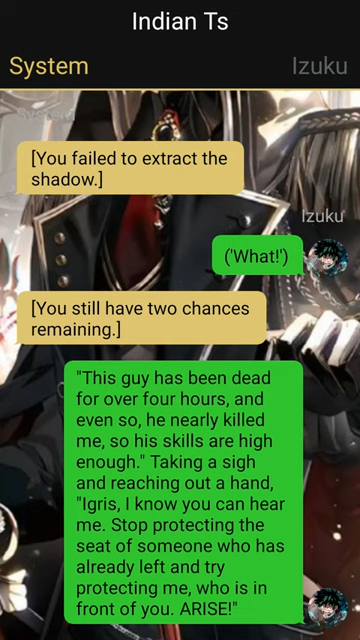 Indian Ts
System
Izuku
System
[You failed to extract the
shadow.]
Izuku
('What!')
[You still have two chances
remaining.]
"This guy has been dead
for over four hours, and
even so, he nearly killed
me, so his skills are high
enough." Taking a sigh
and reaching out a hand,
"Igris, I know you can hear
me. Stop protecting the
seat of someone who has
already left and try
protecting me, who is in
front of you. ARISE!"